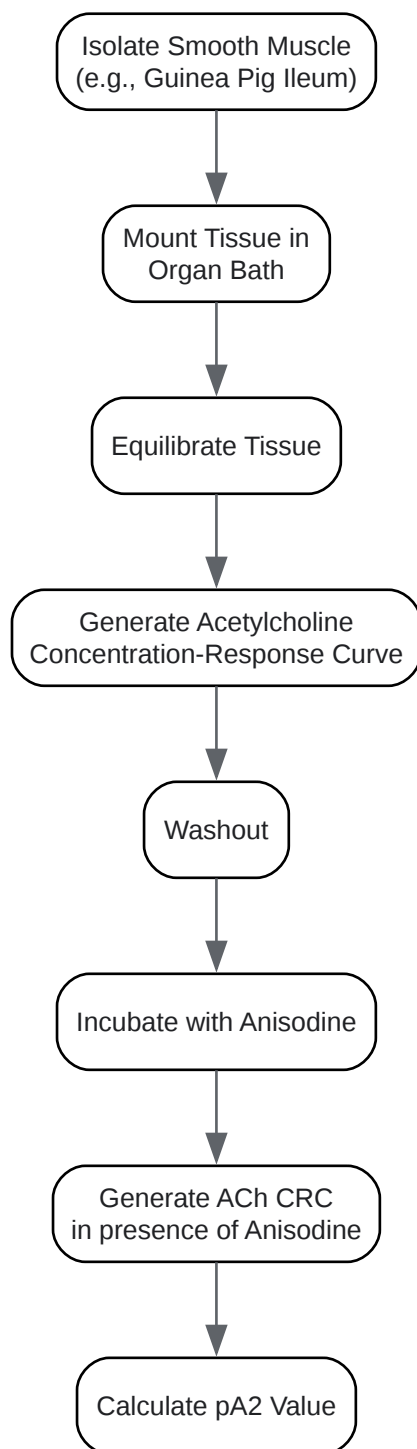 Isolate Smooth Muscle
(e.g., Guinea Pig Ileum)
Mount Tissue in
Organ Bath
Equilibrate Tissue
Generate Acetylcholine
Concentration-Response Curve
Washout
Incubate with Anisodine
Generate ACh CRC
in presence of Anisodine
Calculate pA2 Value